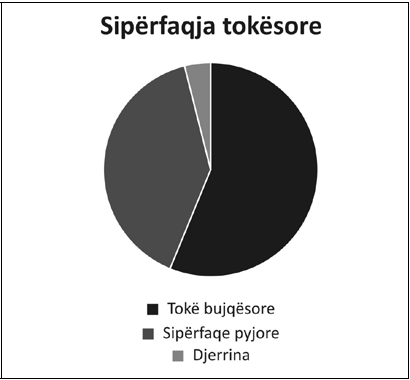 Sipërfaqja tokësore
Tokë bujqësore
Sipërfaqe pyjore
Djerrina